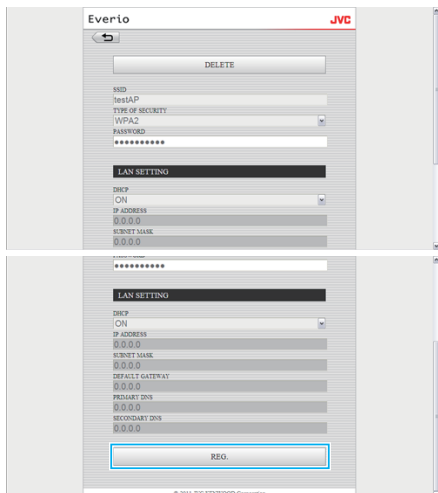 Everio JVC
DELETE
SSID
testAP
TYPE OF SECURITY
WPA2
PASSWORD
••••••••••
LAN SETTING
DHCP
ON
IP ADDRESS
0.0.0.0
SUBNET MASK
0.0.0.0
••••••••••
LAN SETTING
DHCP
ON
IP ADDRESS
0.0.0.0
SUBNET MASK
0.0.0.0
DEFAULT GATEWAY
0.0.0.0
PRIMARY DNS
0.0.0.0
SECONDARY DNS
0.0.0.0
REG.